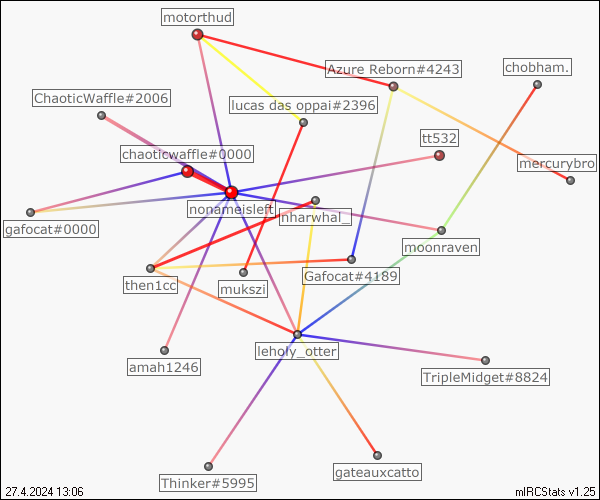 motorthud
Azure Reborn#4243
chobham.
ChaoticWaffle#2006
lucas das oppai#2396
tt532
chaoticwaffle#0000
mercurybro
nonameisleft
nharwhal_
gafocat#0000
moonraven
then1cc
mukszi
Gafocat#4189
leholy_otter
amah1246
TripleMidget#8824
gateauxcatto
Thinker#5995
27.4.2024 13:06
mIRCStats v1.25